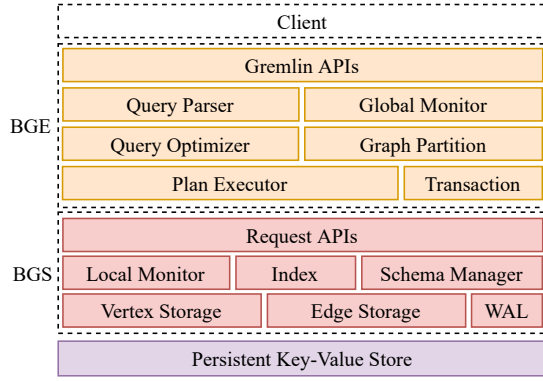 Client
BGE
Gremlin APIs
Query Parser Global Monitor
Query Optimizer Graph Partition
Plan Executor Transaction
BGS
Request APIs
Local Monitor Index Schema Manager
Vertex Storage Edge Storage WAL
Persistent Key-Value Store